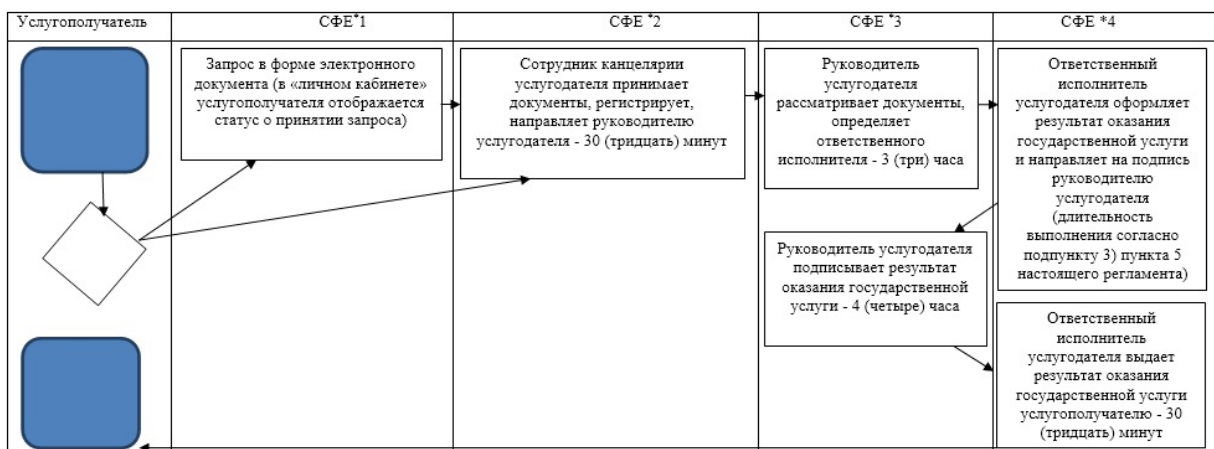 Услугополучатель
СФЕ*1
СФЕ *2
СФЕ *3
СФЕ *4
Запрос в форме электронного
документа (в «личном кабинете»
услугополучателя отображается
статус о принятии запроса)
Сотрудник канцелярии
услугодателя принимает
документы, регистрирует,
направляет руководителю
услугодателя - 30 (тридцать) минут
Руководитель
услугодателя
рассматривает документы,
определяет
ответственного
исполнителя - 3 (три) часа
Ответственный
исполнитель
услугодателя оформляет
результат оказания
государственной услуги
и направляет на подпись
руководителю
услугодателя
(длительность
выполнения согласно
подпункту 3) пункта 5
настоящего регламента)
Руководитель услугодателя
подписывает результат
оказания государственной
услуги - 4 (четыре) часа
Ответственный
исполнитель
услугодателя выдает
результат оказания
государственной услуги
услугополучателю - 30
(тридцать) минут